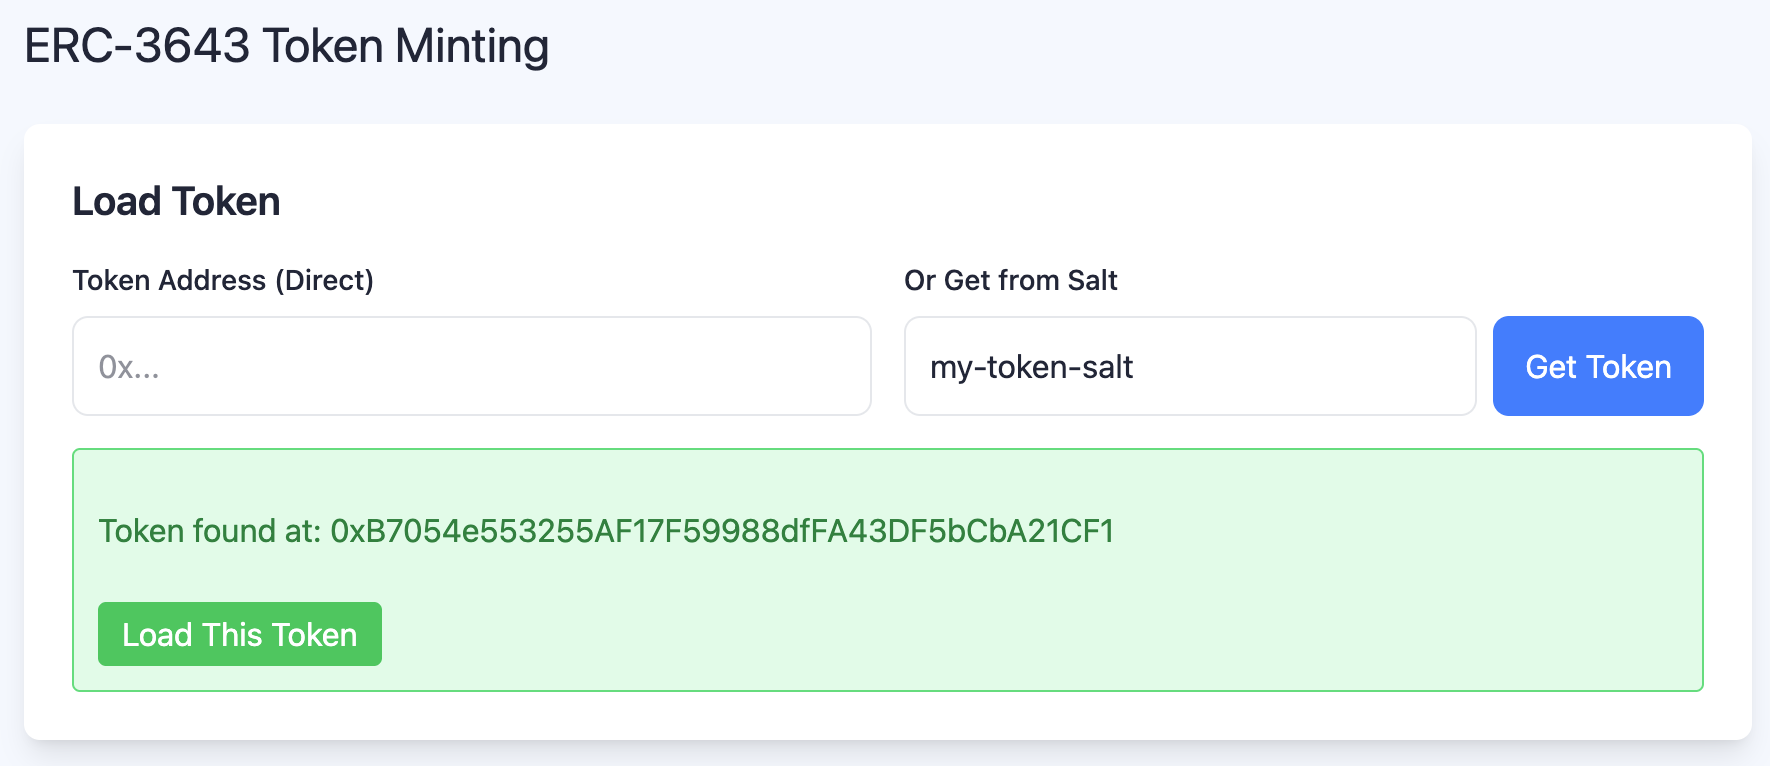 ERC-3643 Token Minting
Load Token
Token Address (Direct)
0x...
Or Get from Salt
my-token-salt
Get Token
Token found at: 0xB7054e553255AF17F59988dfFA43DF5bCbA21CF1
Load This Token